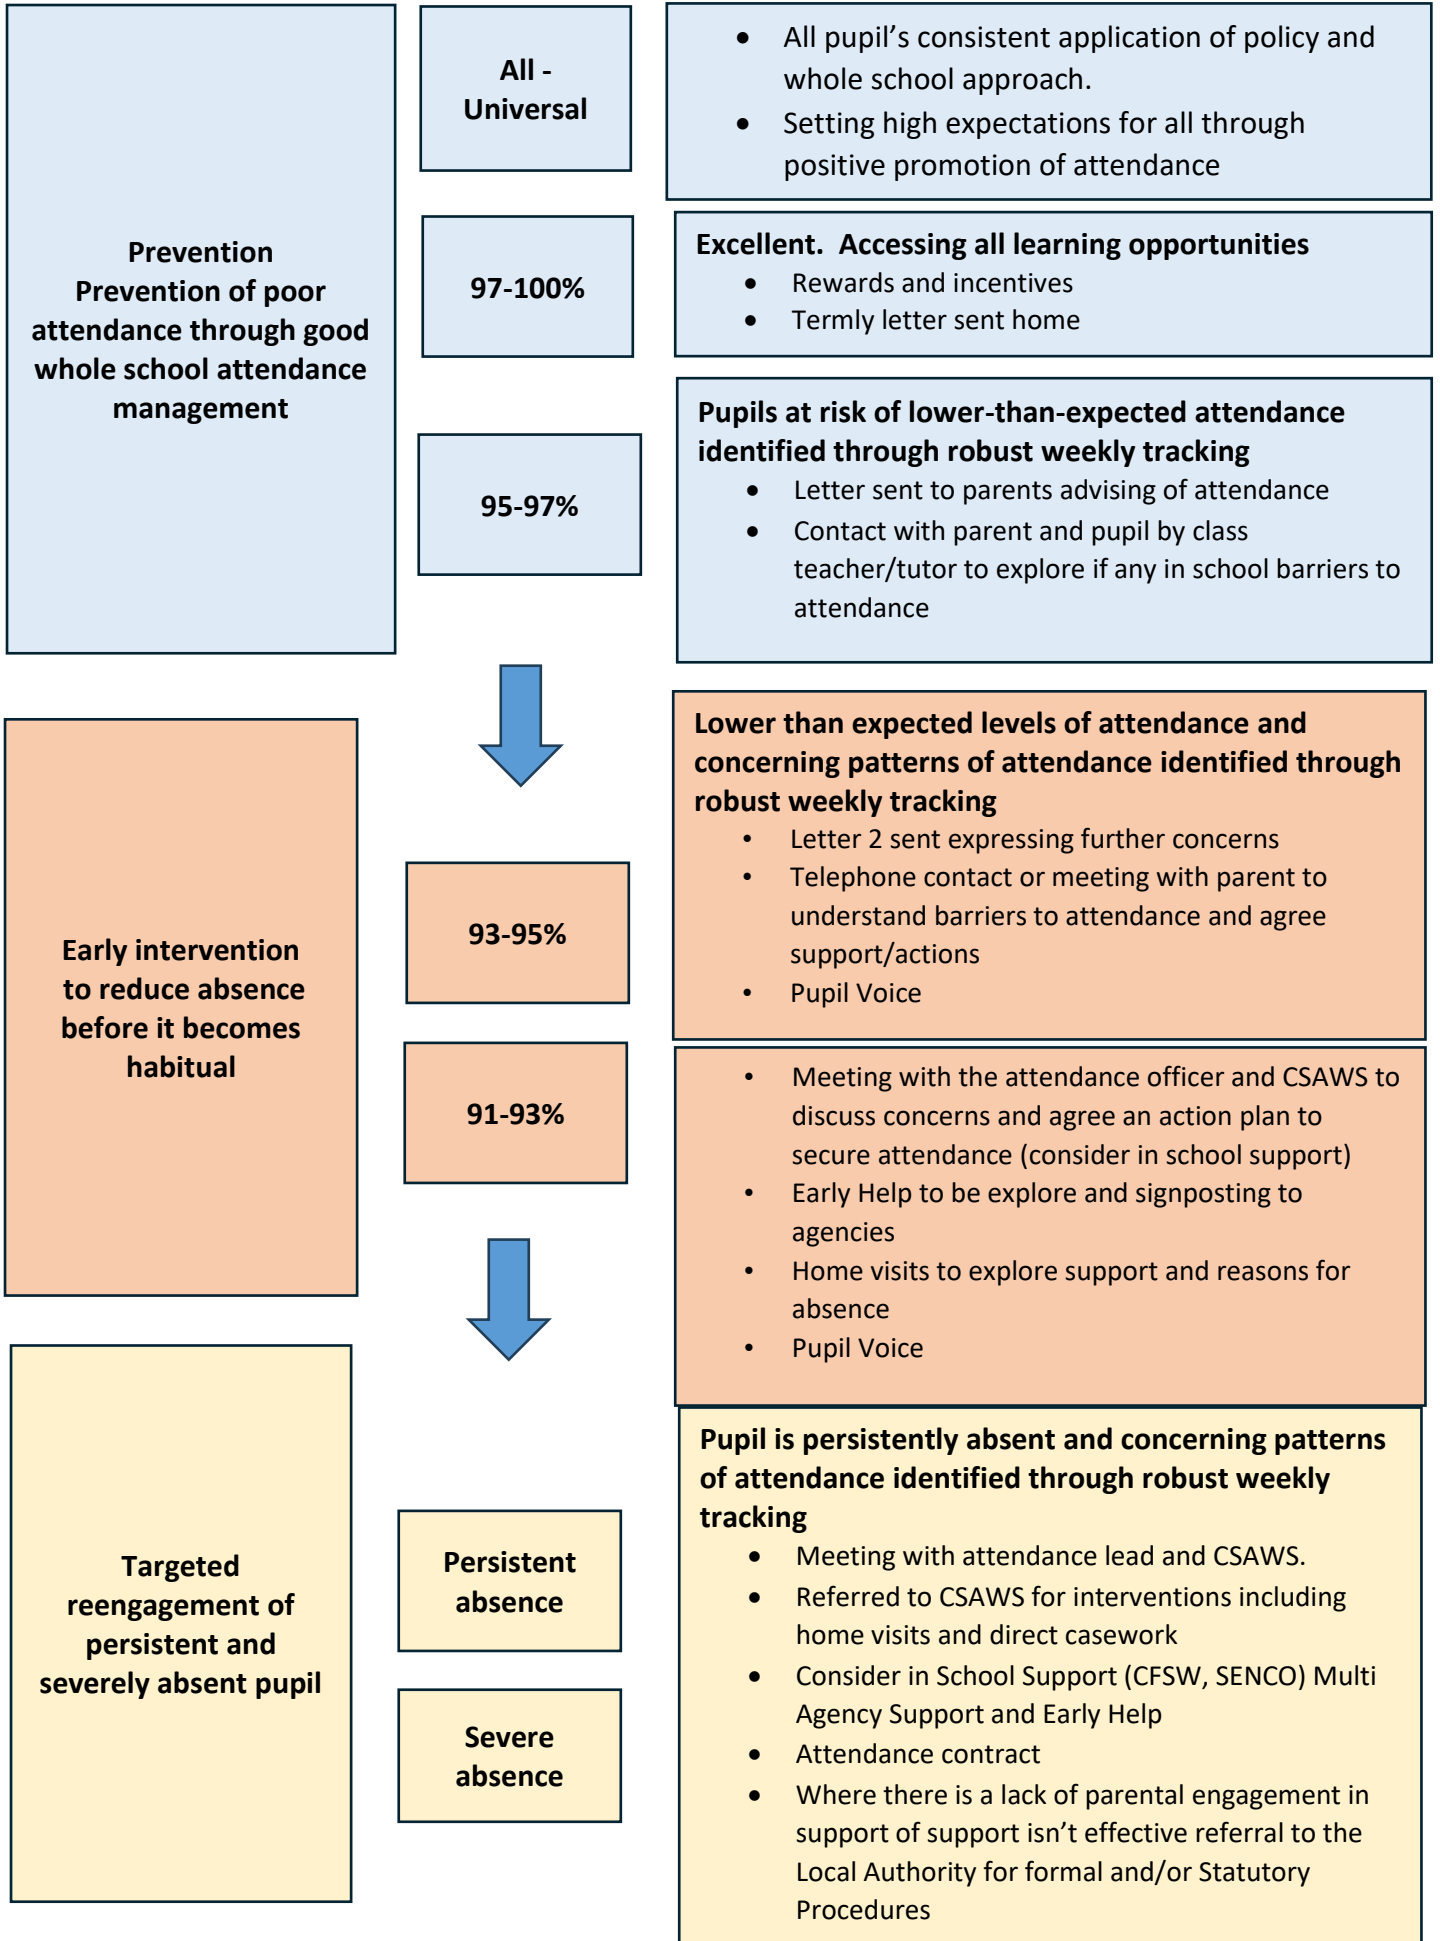 Prevention
Prevention of poor
attendance through good
whole school attendance
management
All -
Universal
• All pupil’s consistent application of policy and
whole school approach.
• Setting high expectations for all through
positive promotion of attendance
97-100%
Excellent.  Accessing all learning opportunities
• Rewards and incentives
• Termly letter sent home
95-97%
Pupils at risk of lower-than-expected attendance
identified through robust weekly tracking
• Letter sent to parents advising of attendance
• Contact with parent and pupil by class
teacher/tutor to explore if any in school barriers to
attendance
Early intervention
to reduce absence
before it becomes
habitual
93-95%
Lower than expected levels of attendance and
concerning patterns of attendance identified through
robust weekly tracking
• Letter 2 sent expressing further concerns
• Telephone contact or meeting with parent to
understand barriers to attendance and agree
support/actions
• Pupil Voice
91-93%
• Meeting with the attendance officer and CSAWS to
discuss concerns and agree an action plan to
secure attendance (consider in school support)
• Early Help to be explore and signposting to
agencies
• Home visits to explore support and reasons for
absence
• Pupil Voice
Targeted
reengagement of
persistent and
severely absent pupil
Persistent
absence
Severe
absence
Pupil is persistently absent and concerning patterns
of attendance identified through robust weekly
tracking
• Meeting with attendance lead and CSAWS.
• Referred to CSAWS for interventions including
home visits and direct casework
• Consider in School Support (CFSW, SENCO) Multi
Agency Support and Early Help
• Attendance contract
• Where there is a lack of parental engagement in
support of support isn’t effective referral to the
Local Authority for formal and/or Statutory
Procedures